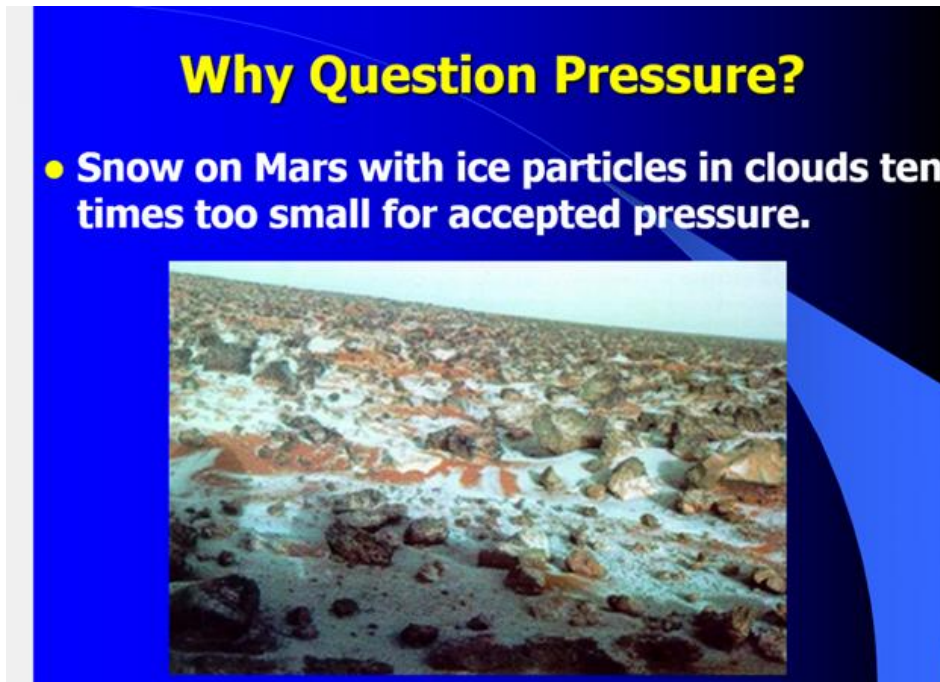 Why Question Pressure?
• Snow on Mars with ice particles in clouds ten
times too small for accepted pressure.